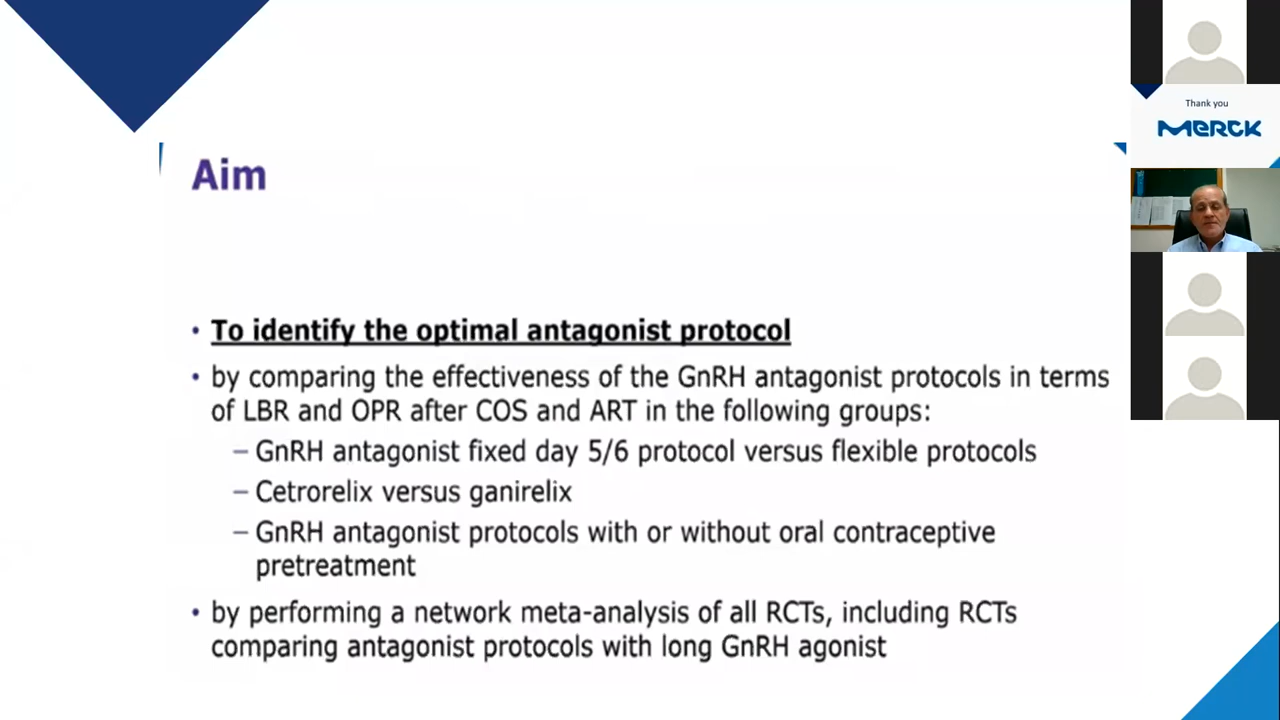 Aim
• To identify the optimal antagonist protocol
• by comparing the effectiveness of the GnRH antagonist protocols in terms
of LBR and OPR after COS and ART in the following groups:
– GnRH antagonist fixed day 5/6 protocol versus flexible protocols
– Cetrorelix versus ganirelix
– GnRH antagonist protocols with or without oral contraceptive
pretreatment
• by performing a network meta-analysis of all RCTs, including RCTs
comparing antagonist protocols with long GnRH agonist
Thank you
MERCK